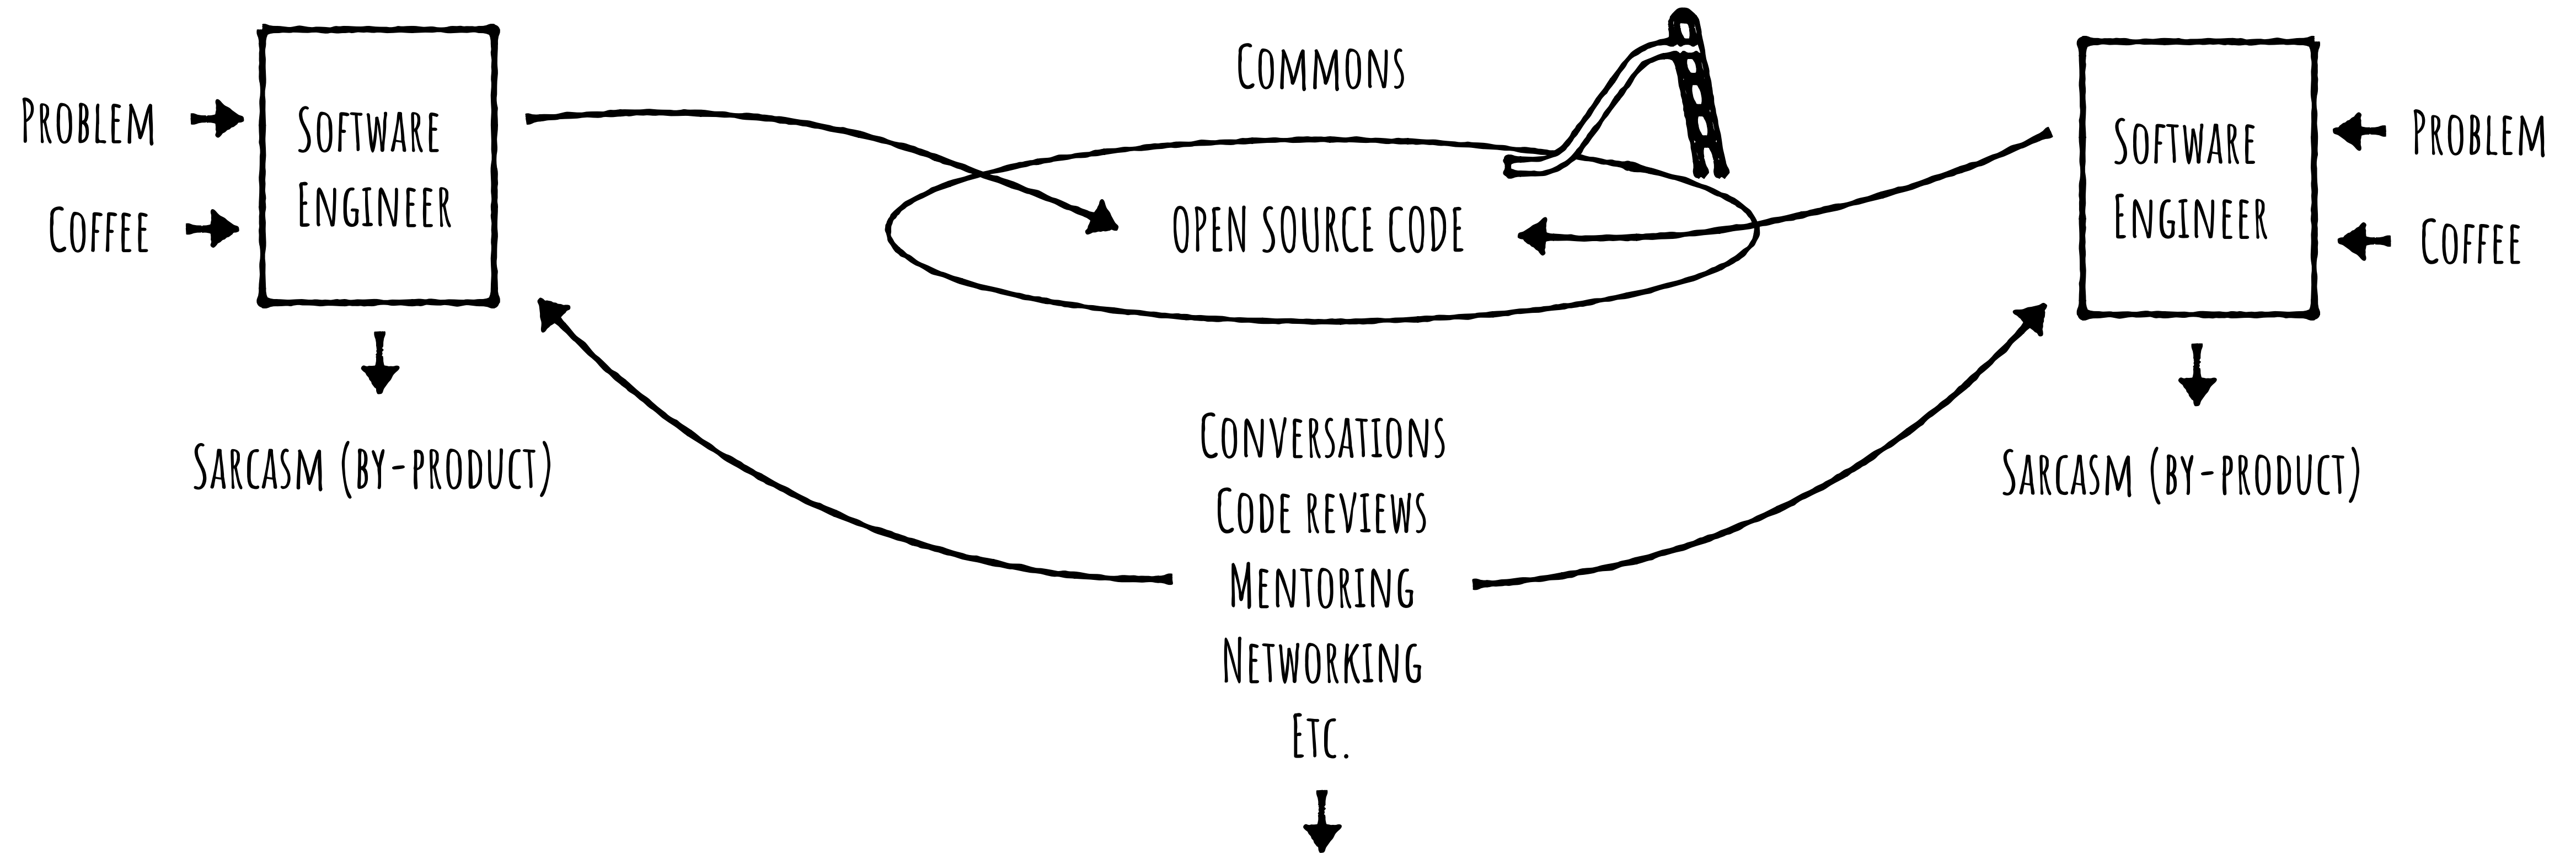 Commons
Problem
Coffee
Software
Engineer
Sarcasm (by-product)
OPEN SOURCE CODE
Software
Engineer
Problem
Coffee
Sarcasm (by-product)
Conversations
Code reviews
Mentoring
Networking
Etc.